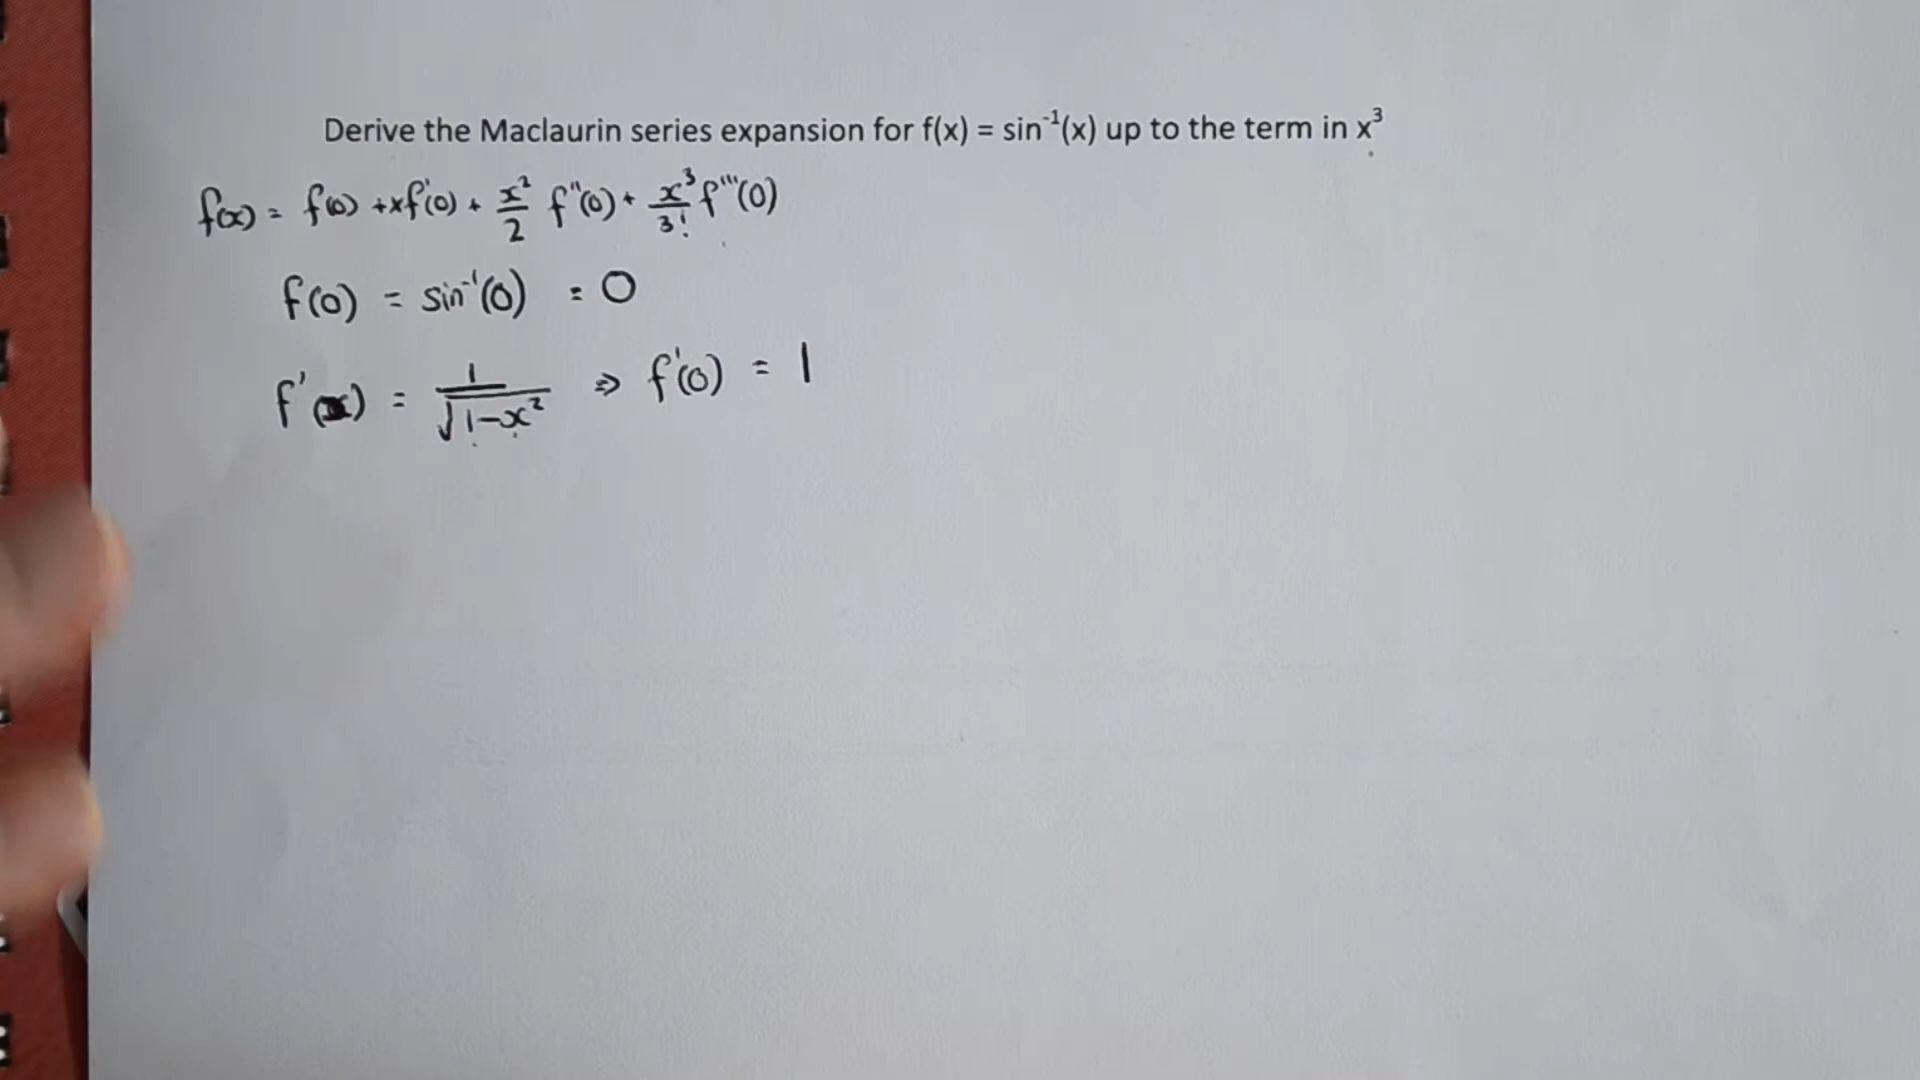 Derive the Maclaurin series expansion for f(x) = sin⁻¹(x) up to the term in x³
f(x) = f(0) + xf'(0) + x²/2 f''(0) + x³/3! f'''(0)
f(0) = sin⁻¹(0) = 0
f'(x) = 1/√(1-x²) ⇒ f'(0) = 1